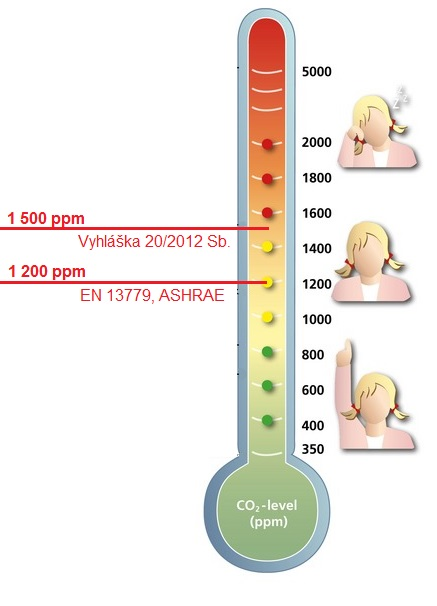 5000
z
z
z
2000
1800
1 500 ppm
1600
Vyhláška 20/2012 Sb.
1400
1 200 ppm
1200
EN 13779, ASHRAE
1000
800
600
400
350
CO₂-level
(ppm)